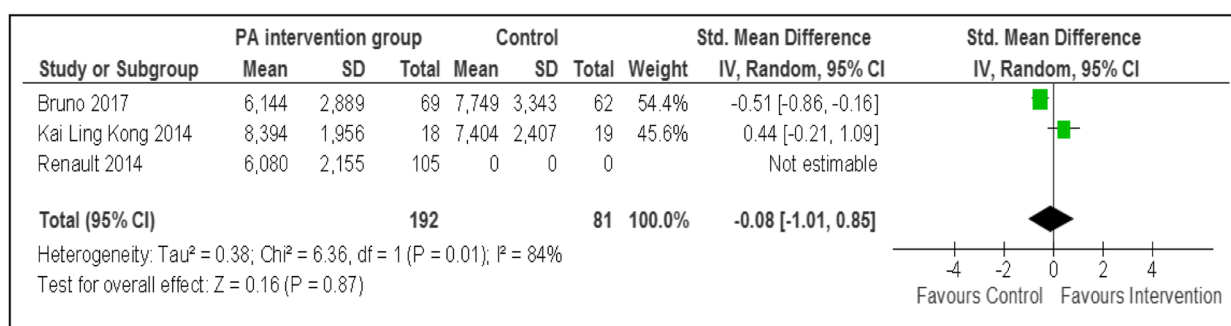 PA intervention group Control Std. Mean Difference Std. Mean Difference
Study or Subgroup Mean SD Total Mean SD Total Weight IV, Random, 95% CI IV, Random, 95% CI
Bruno 2017 6,144 2,889 69 7,749 3,343 62 54.4% -0.51 [-0.86, -0.16]
Kai Ling Kong 2014 8,394 1,956 18 7,404 2,407 19 45.6% 0.44 [-0.21, 1.09]
Renault 2014 6,080 2,155 105 0 0 0 Not estimable
Total (95% CI) 192 81 100.0% -0.08 [-1.01, 0.85]
Heterogeneity: Tau² = 0.38; Chi² = 6.36, df = 1 (P = 0.01); I² = 84%
Test for overall effect: Z = 0.16 (P = 0.87)
-4 -2 0 2 4
Favours Control Favours Intervention